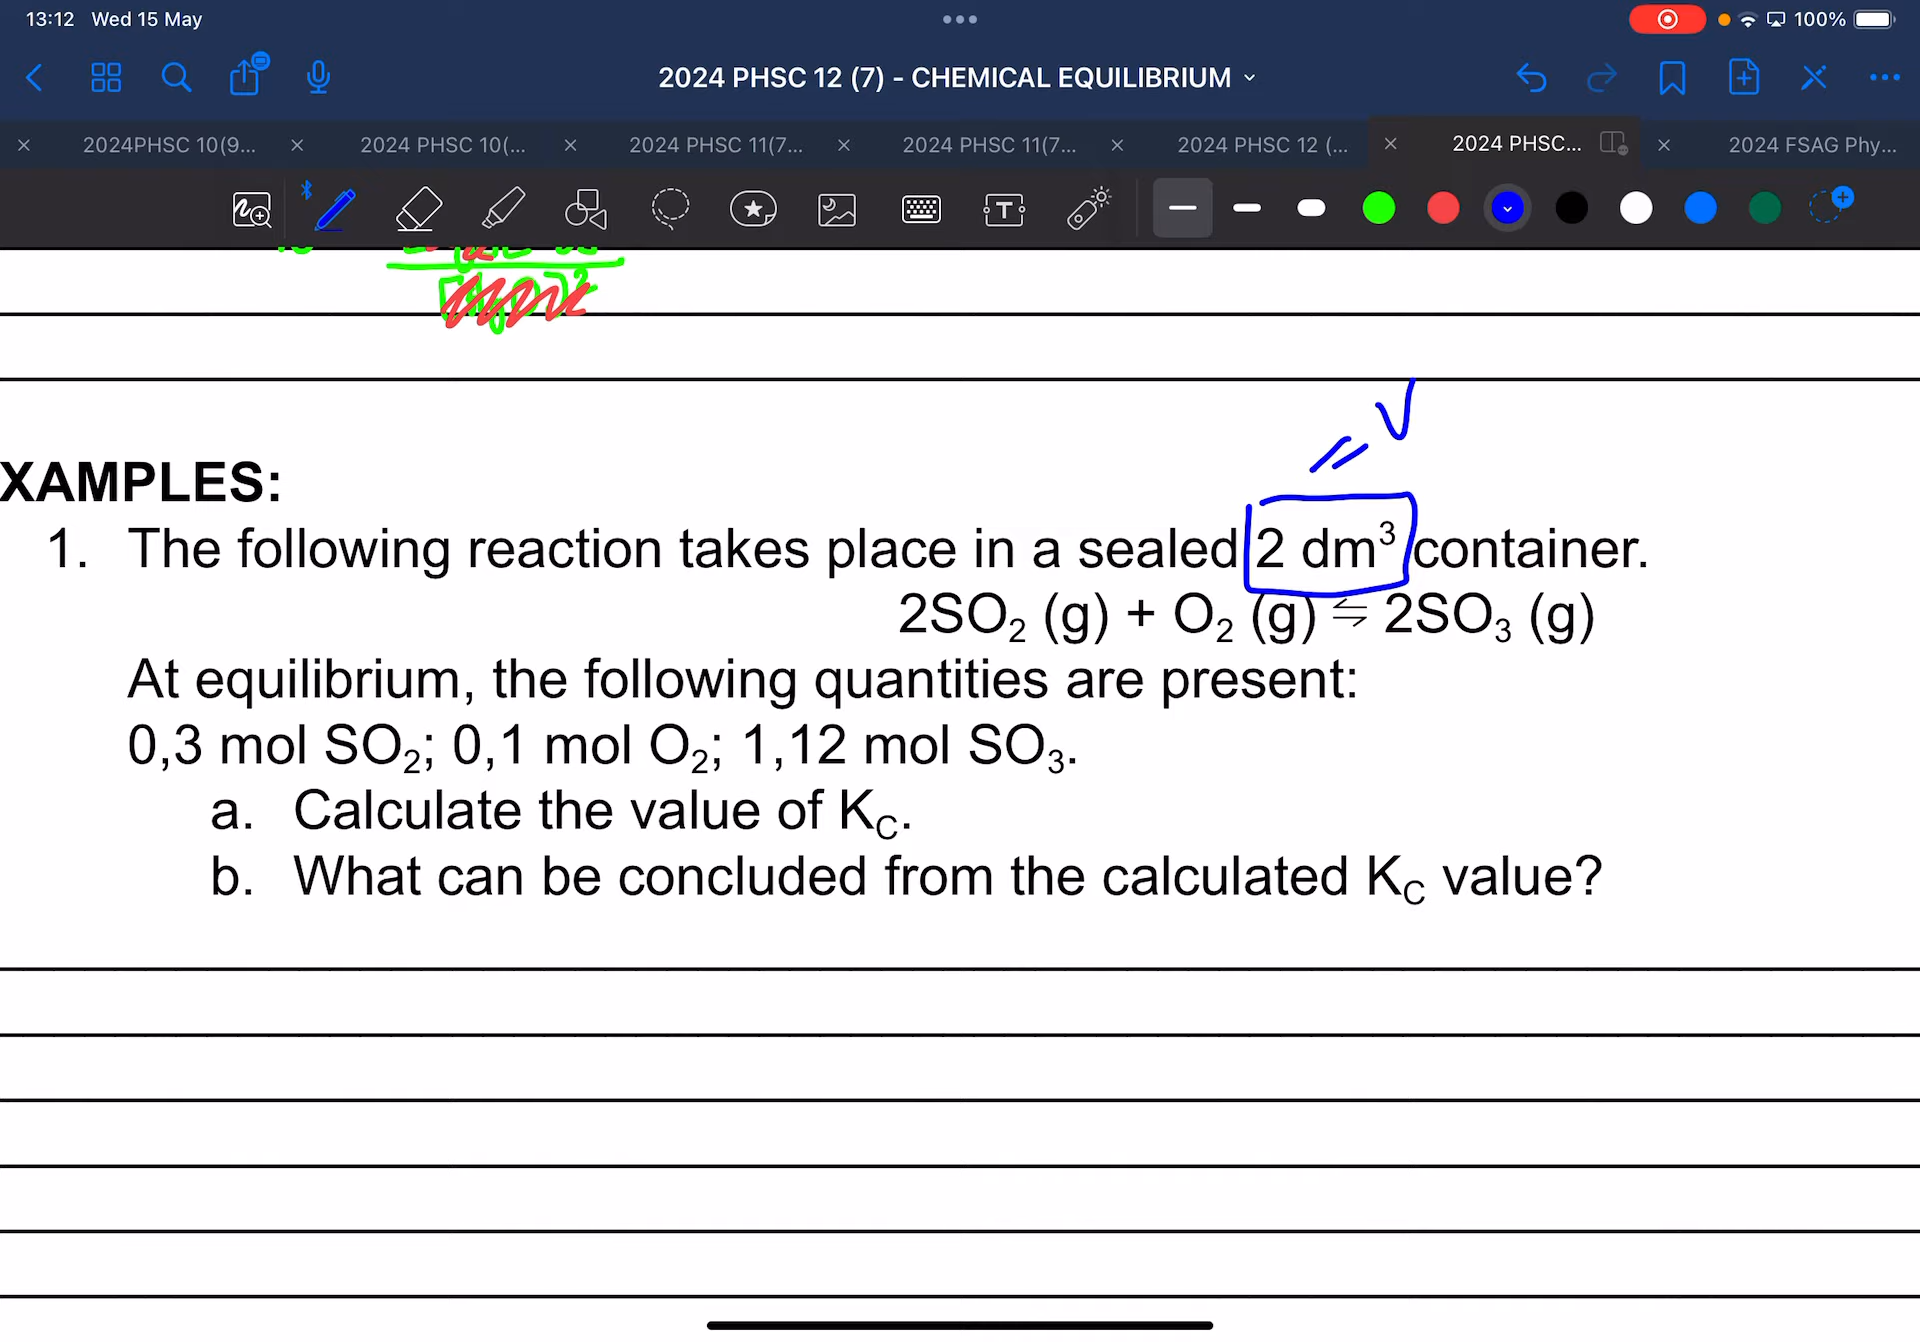 13:12 Wed 15 May
100%
2024 PHSC 12 (7) - CHEMICAL EQUILIBRIUM
2024PHSC 10(9... 2024 PHSC 10(... 2024 PHSC 11(7... 2024 PHSC 11(7... 2024 PHSC 12 (... 2024 PHSC... 2024 FSAG Phy...
= V
XAMPLES:
1. The following reaction takes place in a sealed 2 dm³ container.
2SO₂ (g) + O₂ (g) ⇋ 2SO₃ (g)
At equilibrium, the following quantities are present:
0,3 mol SO₂; 0,1 mol O₂; 1,12 mol SO₃.
a. Calculate the value of K_C.
b. What can be concluded from the calculated K_C value?